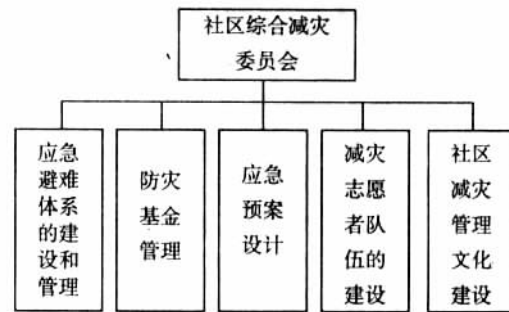 社区综合减灾
委员会
应急
避难
体系
的建
设和
管理
防灾
基金
管理
应急
预案
设计
减灾
志愿
者队
伍的
建设
社区
减灾
管理
文化
建设